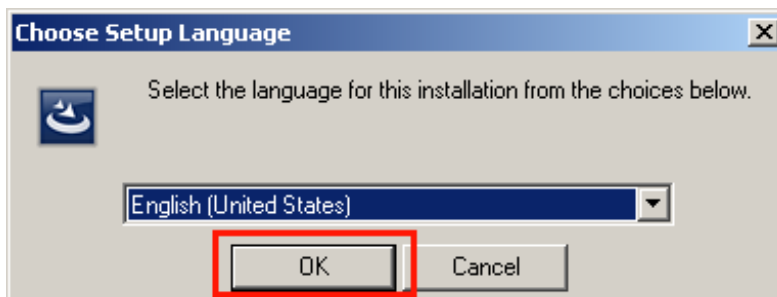 Choose Setup Language
Select the language for this installation from the choices below.
English (United States)
OK
Cancel